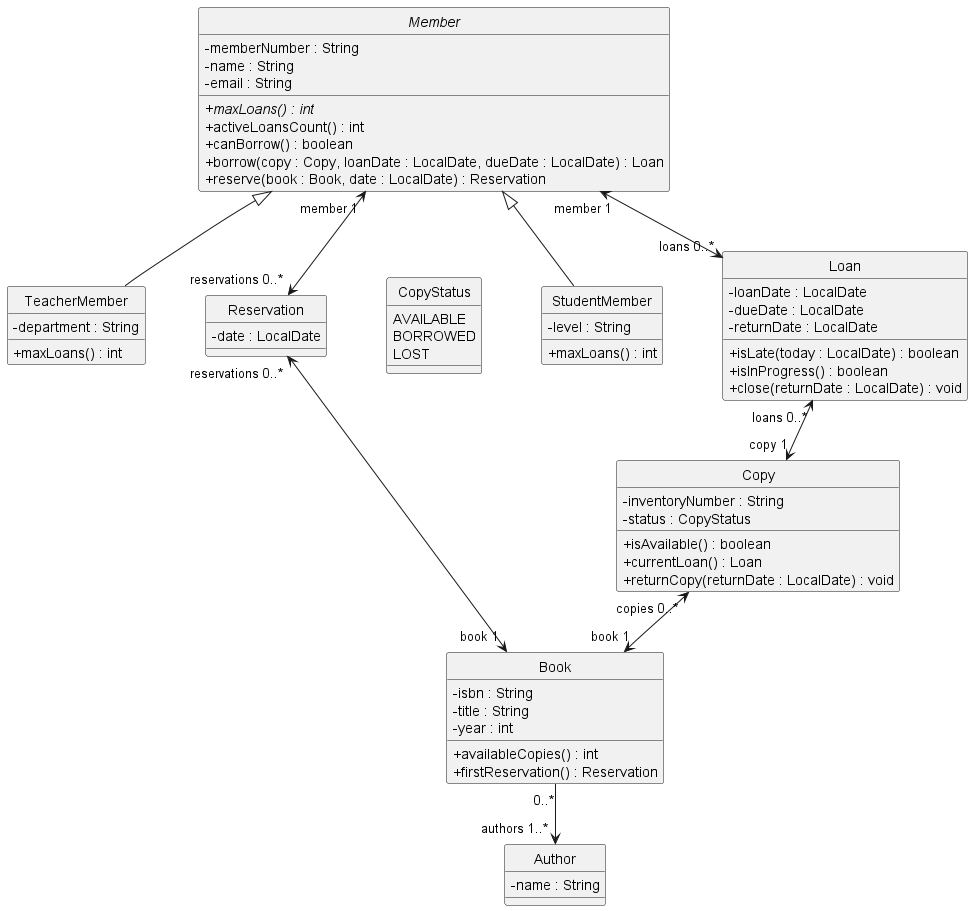 Member
-memberNumber : String
-name : String
-email : String
+maxLoans() : int
+activeLoansCount() : int
+canBorrow() : boolean
+borrow(copy : Copy, loanDate : LocalDate, dueDate : LocalDate) : Loan
+reserve(book : Book, date : LocalDate) : Reservation
member 1
member 1
reservations 0..*
loans 0..*
TeacherMember
-department : String
+maxLoans() : int
Reservation
-date : LocalDate
reservations 0..*
CopyStatus
AVAILABLE
BORROWED
LOST
StudentMember
-level : String
+maxLoans() : int
Loan
-loanDate : LocalDate
-dueDate : LocalDate
-returnDate : LocalDate
+isLate(today : LocalDate) : boolean
+isInProgress() : boolean
+close(returnDate : LocalDate) : void
loans 0..*
copy 1
Copy
-inventoryNumber : String
-status : CopyStatus
+isAvailable() : boolean
+currentLoan() : Loan
+returnCopy(returnDate : LocalDate) : void
copies 0..*
book 1
book 1
Book
-isbn : String
-title : String
-year : int
+availableCopies() : int
+firstReservation() : Reservation
0..*
authors 1..*
Author
-name : String